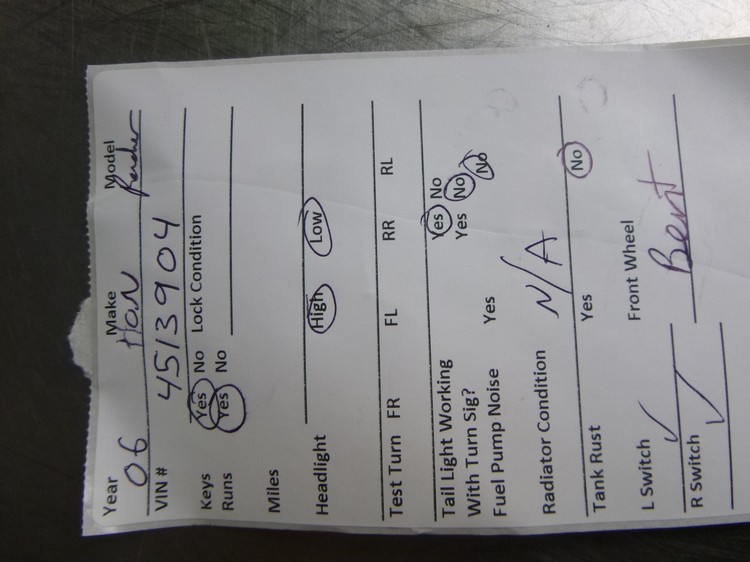 Year Make Model
06 Hon Rancher
VIN # 4513904
Keys Yes No Lock Condition
Runs Yes No
Miles
Headlight High Low
Test Turn FR FL RR RL
Tail Light Working Yes No
With Turn Sig? Yes No
Fuel Pump Noise Yes No
Radiator Condition N/A
Tank Rust Yes No
L Switch ✓ Front Wheel
R Switch ✓ Bent